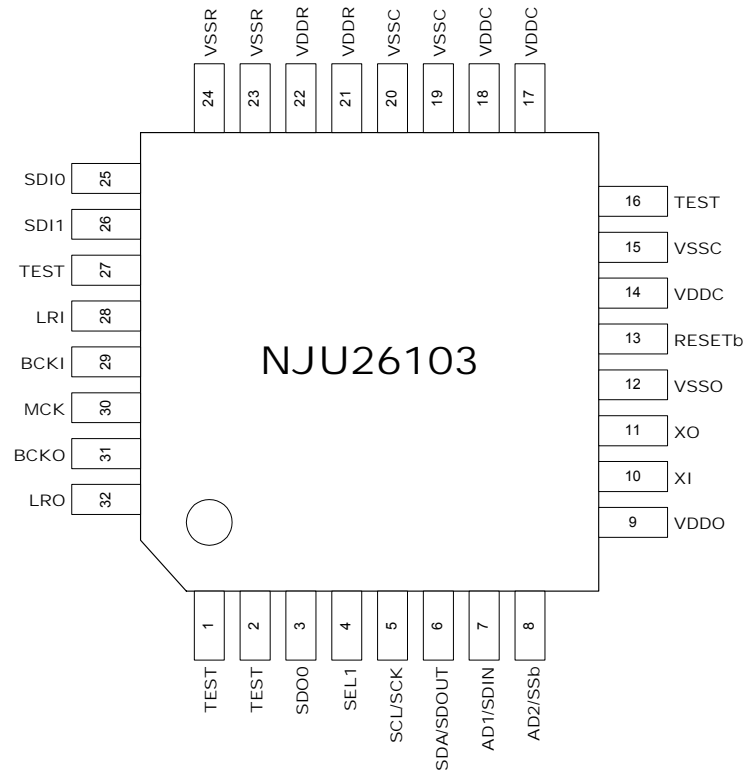 VSSR VSSR VDDR VDDR VSSC VSSC VDDC VDDC
24 23 22 21 20 19 18 17
SDI0 25
SDI1 26
TEST 27
LRI 28
BCKI 29
MCK 30
BCKO 31
LRO 32
NJU26103
16 TEST
15 VSSC
14 VDDC
13 RESETb
12 VSSO
11 XO
10 XI
9 VDDO
1 2 3 4 5 6 7 8
TEST TEST SDO0 SEL1 SCL/SCK SDA/SDOUT AD1/SDIN AD2/SSb